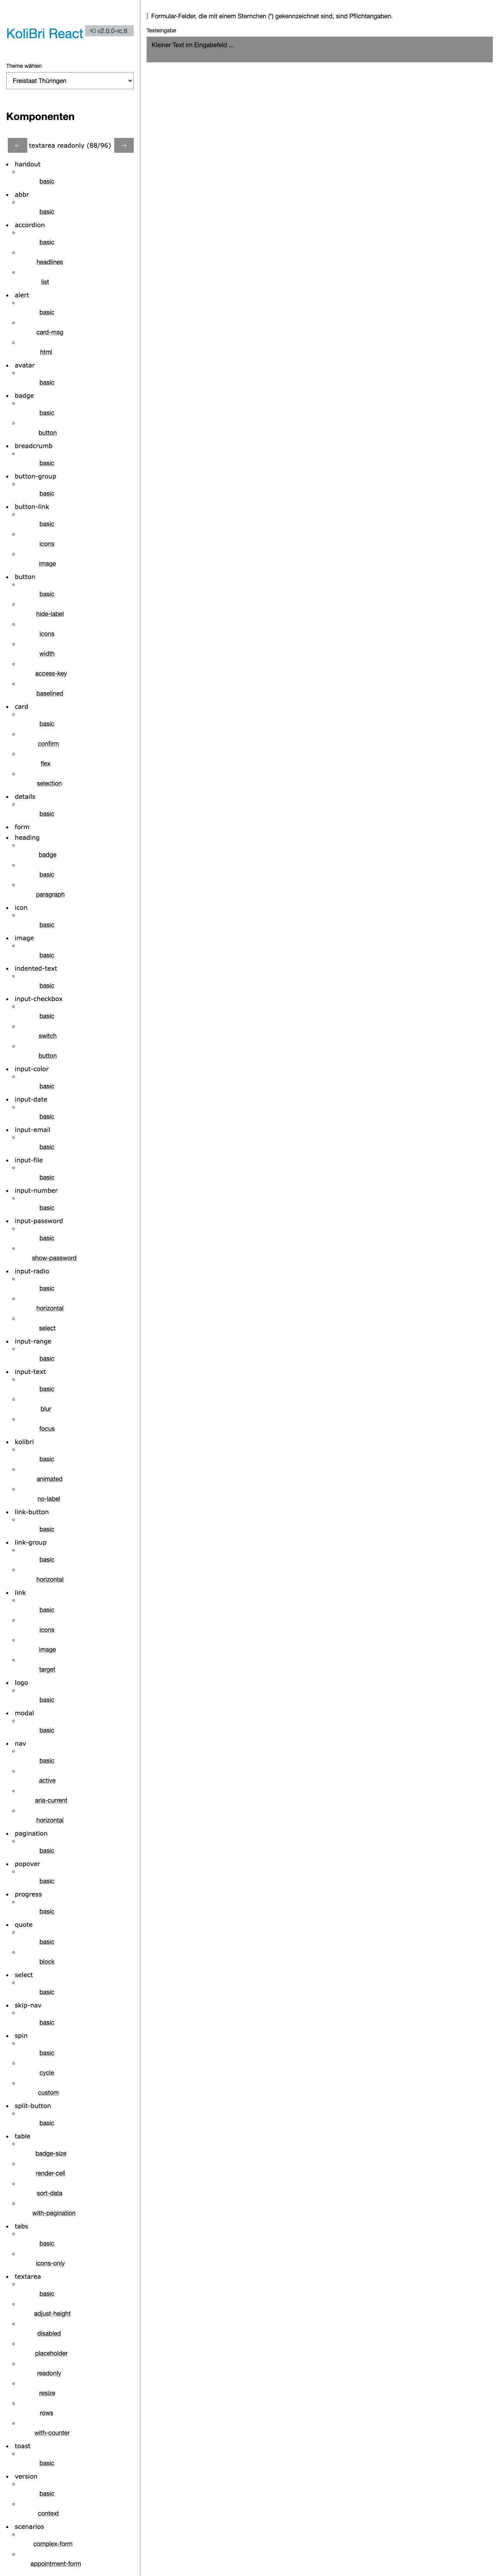 KoliBri React v2.0.0-rc.6
Theme wählen
Freistaat Thüringen
Komponenten
textarea readonly (88/96)
handout
basic
abbr
basic
accordion
basic
headlines
list
alert
basic
card-msg
html
avatar
basic
badge
basic
button
breadcrumb
basic
button-group
basic
button-link
basic
icons
image
button
basic
hide-label
icons
width
access-key
baselined
card
basic
confirm
flex
selection
details
basic
form
heading
badge
basic
paragraph
icon
basic
image
basic
indented-text
basic
input-checkbox
basic
switch
button
input-color
basic
input-date
basic
input-email
basic
input-file
basic
input-number
basic
input-password
basic
show-password
input-radio
basic
horizontal
select
input-range
basic
input-text
basic
blur
focus
kolibri
basic
animated
no-label
link-button
basic
link-group
basic
horizontal
link
basic
icons
image
target
logo
basic
modal
basic
nav
basic
active
aria-current
horizontal
pagination
basic
popover
basic
progress
basic
quote
basic
block
select
basic
skip-nav
basic
spin
basic
cycle
custom
split-button
basic
table
badge-size
render-cell
sort-data
with-pagination
tabs
basic
icons-only
textarea
basic
adjust-height
disabled
placeholder
readonly
resize
rows
with-counter
toast
basic
version
basic
context
scenarios
complex-form
appointment-form
Formular-Felder, die mit einem Sternchen (*) gekennzeichnet sind, sind Pflichtangaben.
Texteingabe
Kleiner Text im Eingabefeld ...